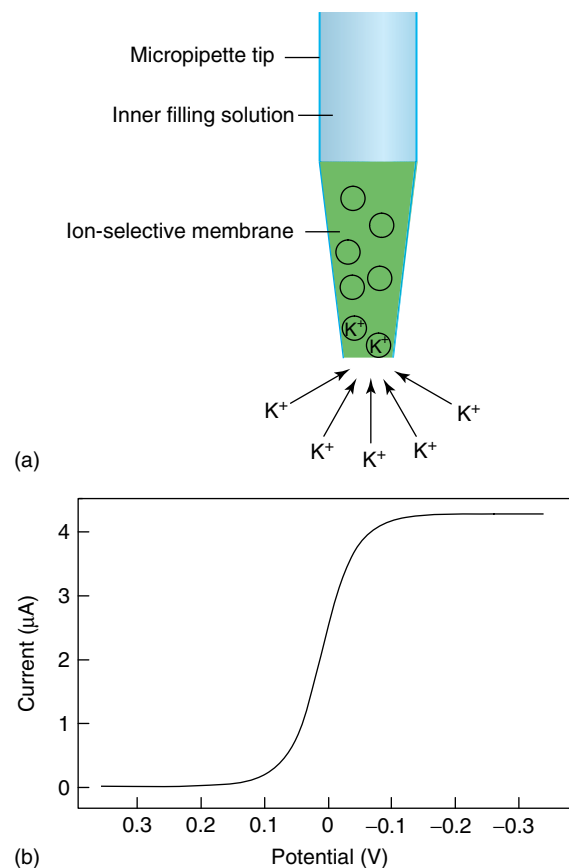 Micropipette tip
Inner filling solution
Ion-selective membrane
K+
K+
K+
K+
K+
K+
K+
(a)
4
3
2
1
0
Current (μA)
0.3 0.2 0.1 0 −0.1 −0.2 −0.3
(b)
Potential (V)